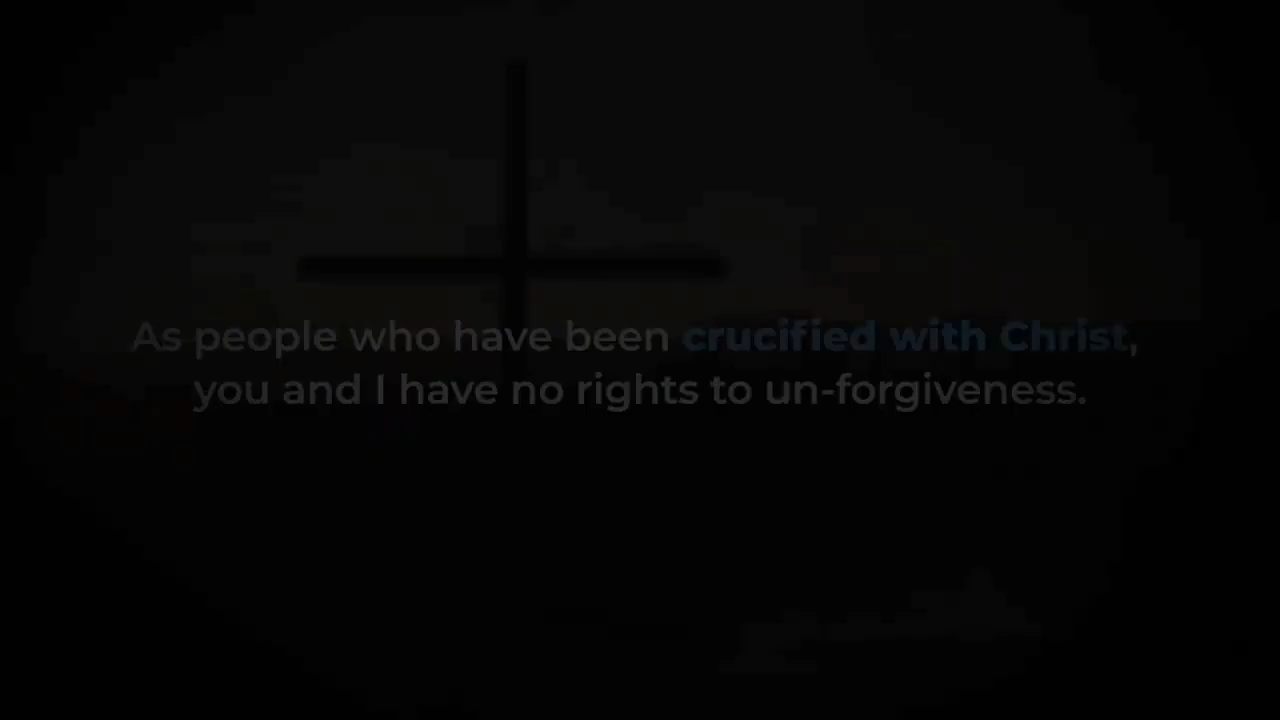 As people who have been crucified with Christ,
you and I have no rights to un-forgiveness.